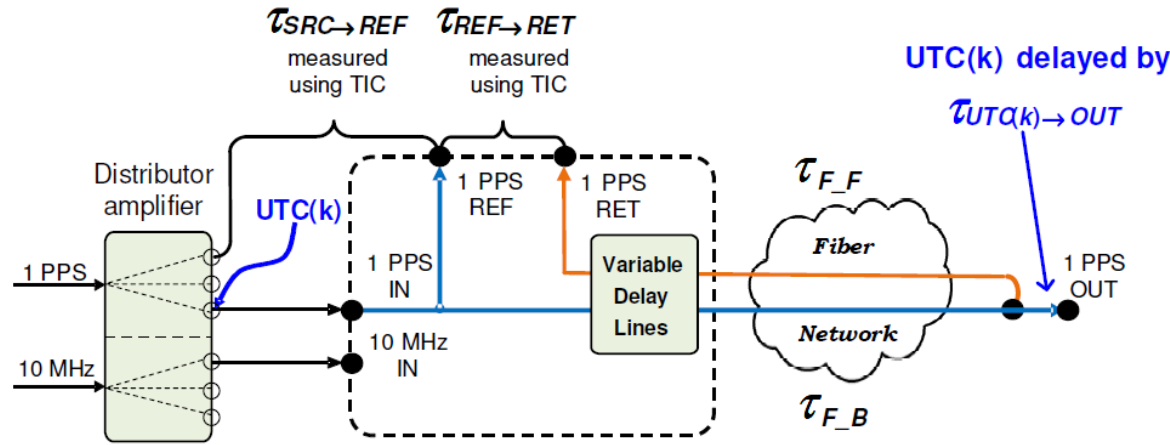 τSRC→REF
measured
using TIC
τREF→RET
measured
using TIC
UTC(k) delayed by
τUTC(k)→OUT
Distributor
amplifier
UTC(k)
1 PPS
REF
1 PPS
RET
τF_F
1 PPS
10 MHz
1 PPS
IN
10 MHz
IN
Variable
Delay
Lines
Fiber
Network
1 PPS
OUT
τF_B